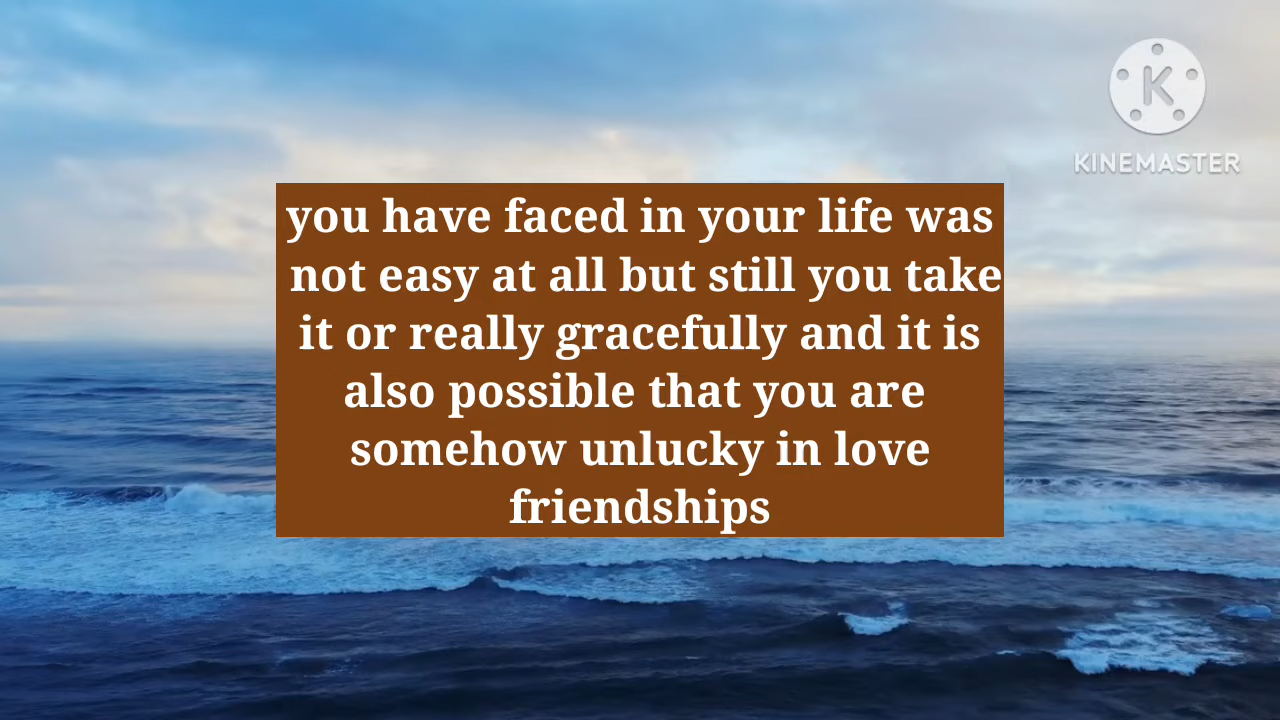 KINEMASTER
you have faced in your life was
not easy at all but still you take
it or really gracefully and it is
also possible that you are
somehow unlucky in love
friendships